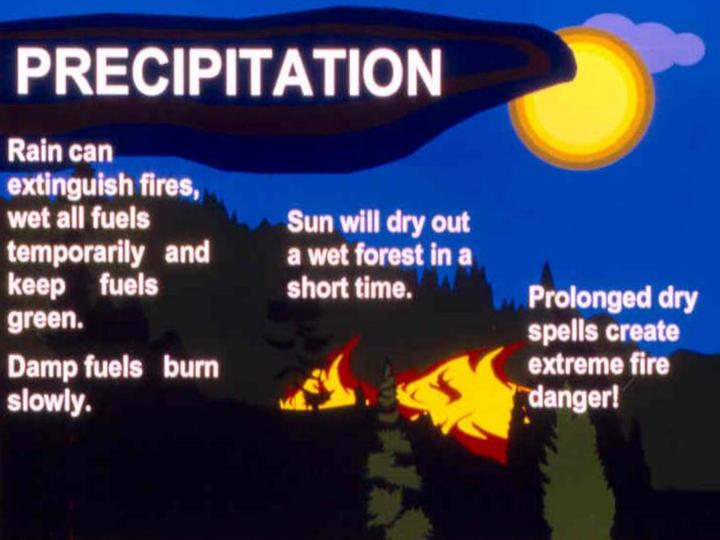 PRECIPITATION
Rain can
extinguish fires,
wet all fuels
temporarily and
keep fuels
green.
Damp fuels burn
slowly.
Sun will dry out
a wet forest in a
short time.
Prolonged dry
spells create
extreme fire
danger!